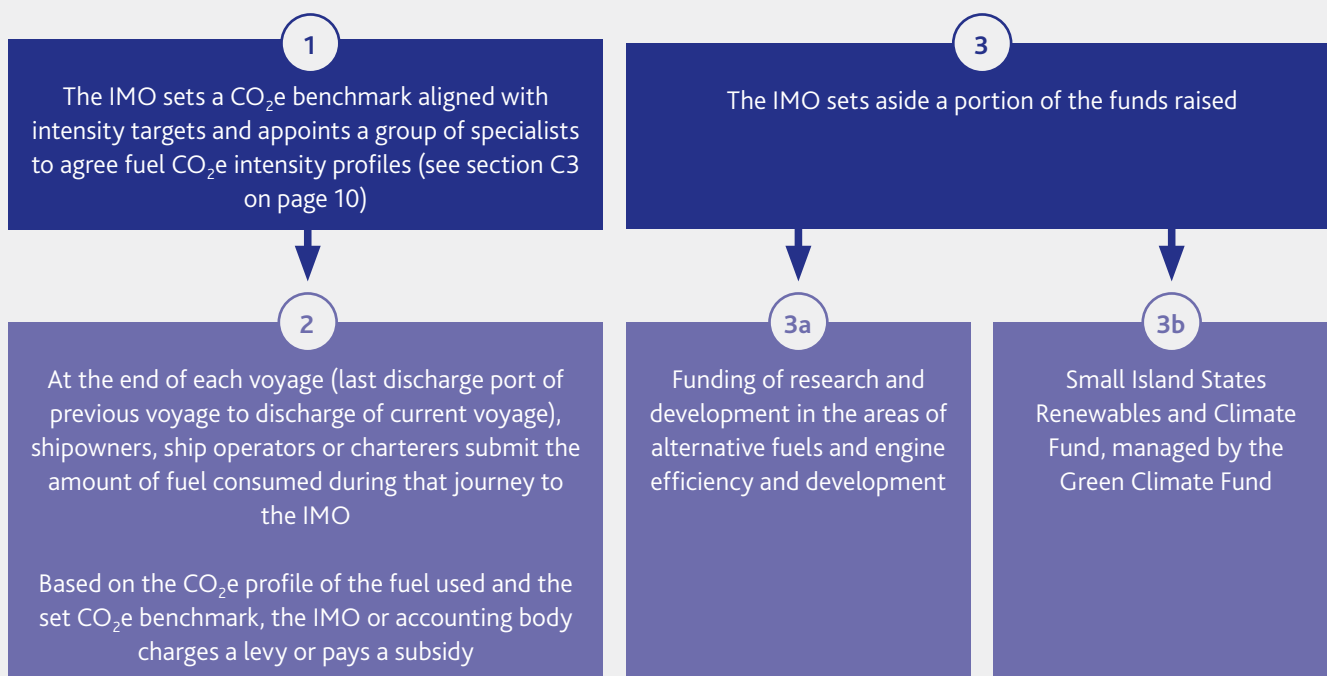 1
The IMO sets a CO₂e benchmark aligned with
intensity targets and appoints a group of specialists
to agree fuel CO₂e intensity profiles (see section C3
on page 10)
2
At the end of each voyage (last discharge port of
previous voyage to discharge of current voyage),
shipowners, ship operators or charterers submit the
amount of fuel consumed during that journey to
the IMO
Based on the CO₂e profile of the fuel used and the
set CO₂e benchmark, the IMO or accounting body
charges a levy or pays a subsidy
3
The IMO sets aside a portion of the funds raised
3a
Funding of research and
development in the areas of
alternative fuels and engine
efficiency and development
3b
Small Island States
Renewables and Climate
Fund, managed by the
Green Climate Fund